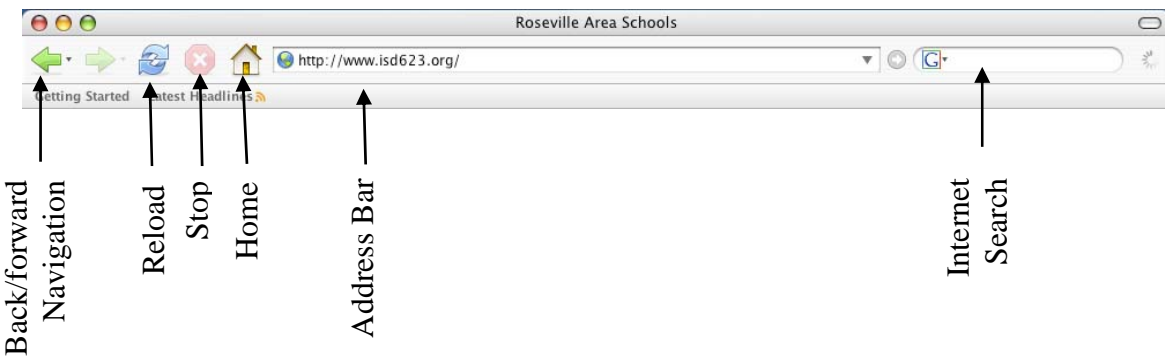 Roseville Area Schools
http://www.isd623.org/
G
Getting Started Latest Headlines
Back/forward
Navigation
Reload
Stop
Home
Address Bar
Internet
Search